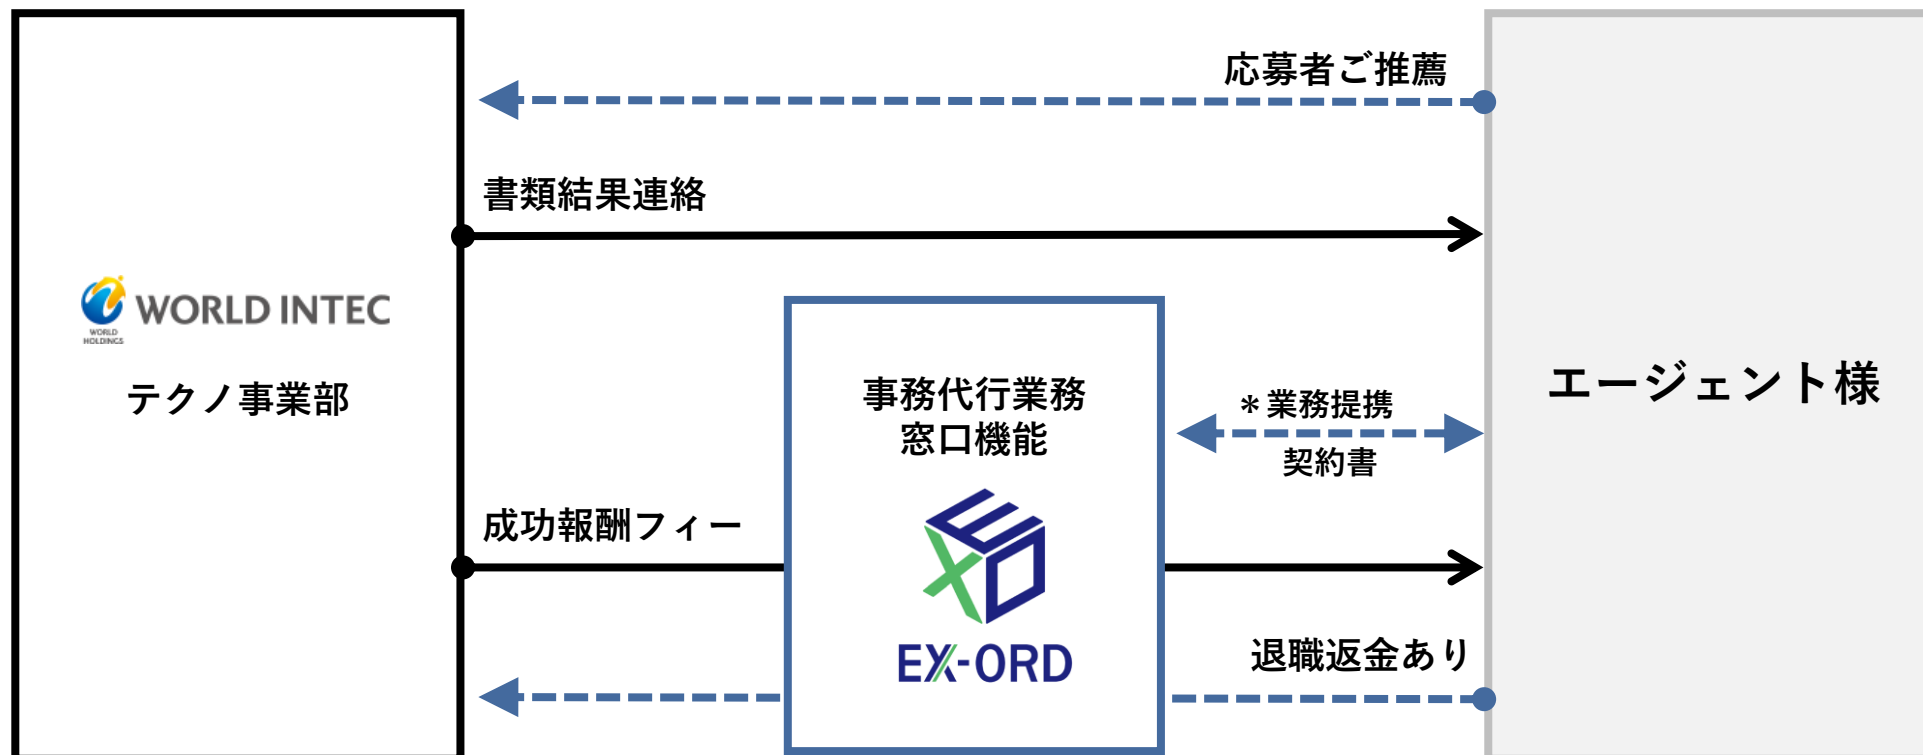 応募者ご推薦
書類結果連絡
WORLD INTEC
WORLD
HOLDINGS
テクノ事業部
事務代行業務
窓口機能
EX-ORD
*業務提携
契約書
エージェント様
成功報酬フィー
退職返金あり